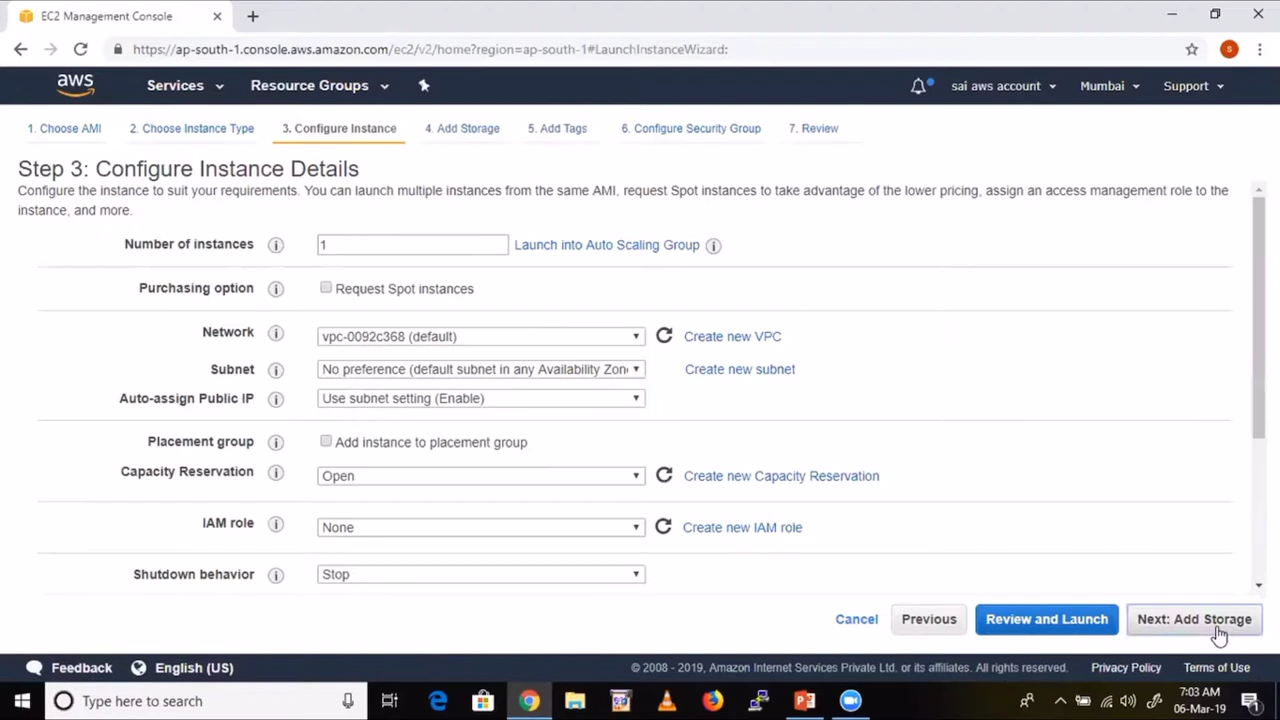 EC2 Management Console
https://ap-south-1.console.aws.amazon.com/ec2/v2/home?region=ap-south-1#LaunchInstanceWizard:
S
aws
Services
Resource Groups
sai aws account
Mumbai
Support
1. Choose AMI
2. Choose Instance Type
3. Configure Instance
4. Add Storage
5. Add Tags
6. Configure Security Group
7. Review
Step 3: Configure Instance Details
Configure the instance to suit your requirements. You can launch multiple instances from the same AMI, request Spot instances to take advantage of the lower pricing, assign an access management role to the
instance, and more.
Number of instances
1
Launch into Auto Scaling Group
Purchasing option
Request Spot instances
Network
vpc-0092c368 (default)
Create new VPC
Subnet
No preference (default subnet in any Availability Zon
Create new subnet
Auto-assign Public IP
Use subnet setting (Enable)
Placement group
Add instance to placement group
Capacity Reservation
Open
Create new Capacity Reservation
IAM role
None
Create new IAM role
Shutdown behavior
Stop
Cancel
Previous
Review and Launch
Next: Add Storage
Feedback
English (US)
© 2008 - 2019, Amazon Internet Services Private Ltd. or its affiliates. All rights reserved.
Privacy Policy
Terms of Use
Type here to search
7:03 AM
06-Mar-19
1